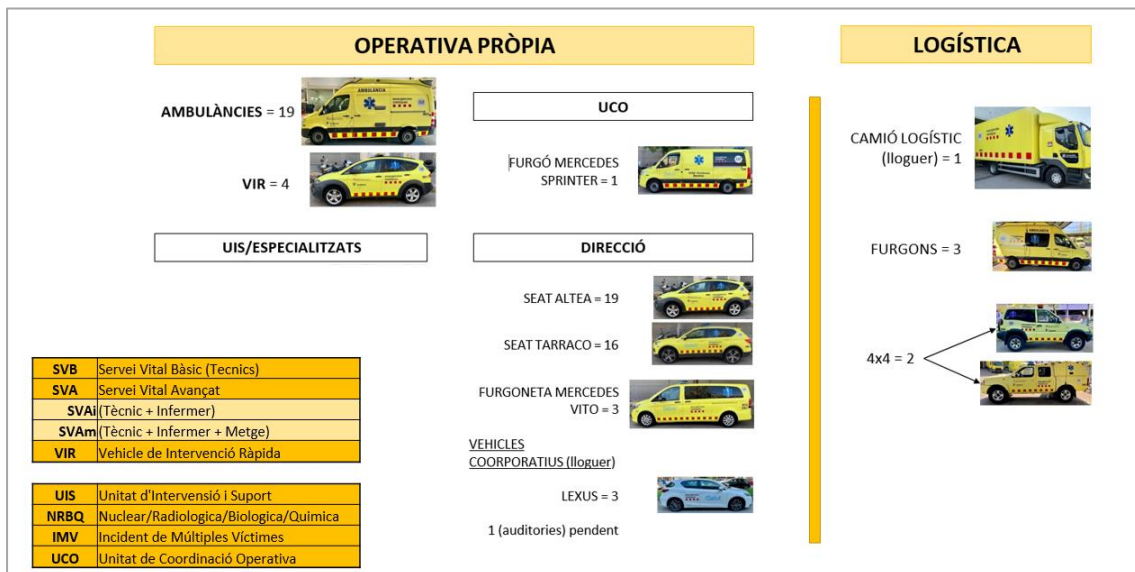 OPERATIVA PRÒPIA
AMBULÀNCIES = 19
VIR = 4
UCO
FURGÓ MERCEDES
SPRINTER = 1
UIS/ESPECIALITZATS
DIRECCIÓ
SEAT ALTEA = 19
SEAT TARRACO = 16
FURGONETA MERCEDES
VITO = 3
VEHICLES
COORPORATIUS (lloguer)
LEXUS = 3
1 (auditories) pendent
SVB Servei Vital Bàsic (Tecnics)
SVA Servei Vital Avançat
SVAi (Tècnic + Infermer)
SVAm (Tècnic + Infermer + Metge)
VIR Vehicle de Intervenció Ràpida
UIS Unitat d'Intervensió i Suport
NRBQ Nuclear/Radiologica/Biologica/Quimica
IMV Incident de Múltiples Víctimes
UCO Unitat de Coordinació Operativa
LOGÍSTICA
CAMIÓ LOGÍSTIC
(lloguer) = 1
FURGONS = 3
4x4 = 2